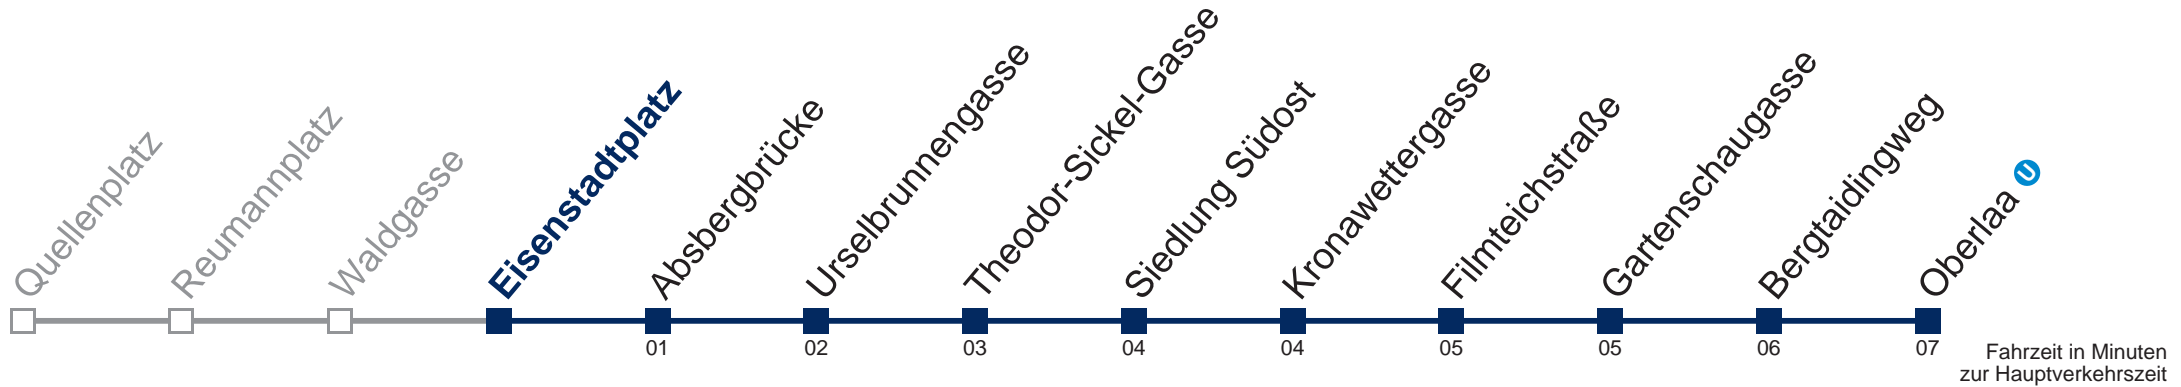 Quellenplatz
Reumannplatz
Waldgasse
Eisenstadtplatz
Absbergbrücke
Urselbrunnengasse
Theodor-Sickel-Gasse
Siedlung Südost
Kronawettergasse
Filmteichstraße
Gartenschaugasse
Bergtaidingweg
Oberlaa U
01 02 03 04 04 05 05 06 07
Fahrzeit in Minuten
zur Hauptverkehrszeit